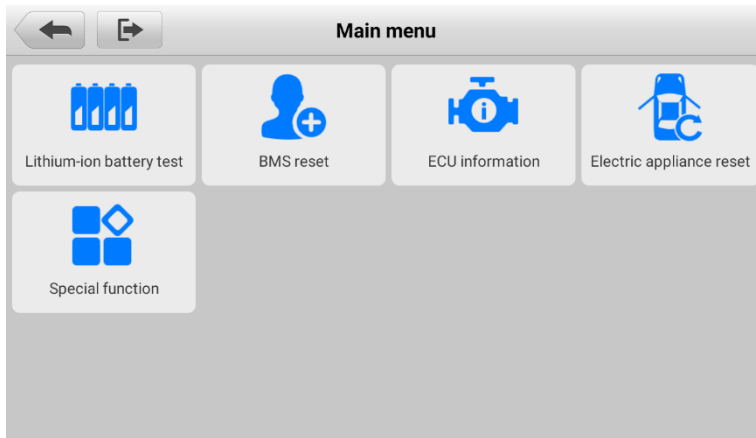 Main menu
Lithium-ion battery test
BMS reset
ECU information
Electric appliance reset
Special function